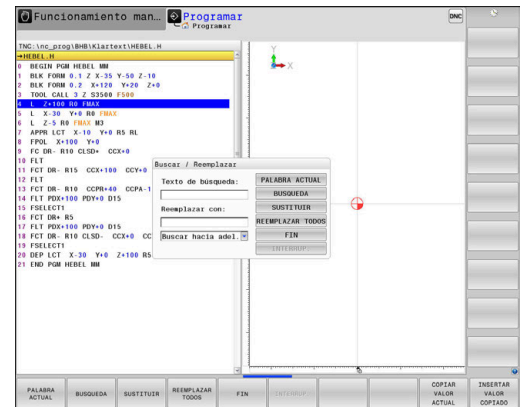 Funcionamiento man...
Programar
Programar
DNC
TNC:\nc_prog\BHB\Klartext\HEBEL.H
→HEBEL.H
0 BEGIN PGM HEBEL MM
1 BLK FORM 0.1 Z X-35 Y-50 Z-10
2 BLK FORM 0.2 X+120 Y+20 Z+0
3 TOOL CALL 3 Z S3500 F500
4 L Z+100 R0 FMAX
5 L X-30 Y+0 R0 FMAX
6 L Z-5 R0 FMAX M3
7 APPR LCT X-10 Y+0 R5 RL
8 FPOL X+100 Y+0
9 FC DR- R10 CLSD+ CCX+0
10 FLT
11 FCT DR- R15 CCX+100 CCY+0
12 FLT
13 FCT DR- R10 CCPR+40 CCPA-1
14 FLT PDX+100 PDY+0 D15
15 FSELECT1
16 FCT DR+ R5
17 FLT PDX+100 PDY+0 D15
18 FCT DR- R10 CLSD- CCX+0 CC
19 FSELECT1
20 DEP LCT X-30 Y+0 Z+100 R5
21 END PGM HEBEL MM
Y
X
Buscar / Reemplazar
Texto de búsqueda:
Reemplazar con:
Buscar hacia adel.
PALABRA ACTUAL
BUSQUEDA
SUSTITUIR
REEMPLAZAR TODOS
FIN
INTERRUP.
PALABRA ACTUAL
BUSQUEDA
SUSTITUIR
REEMPLAZAR TODOS
FIN
INTERRUP.
COPIAR VALOR ACTUAL
INSERTAR VALOR COPIADO